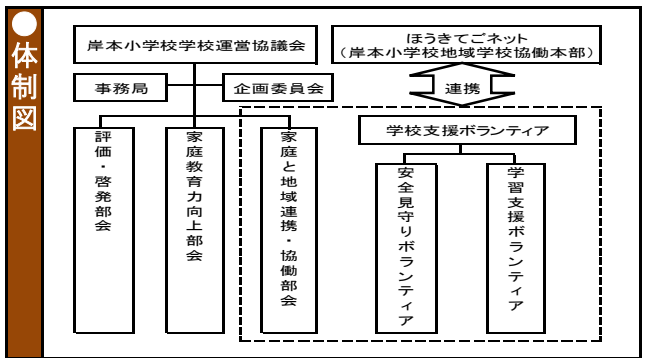 ●体制図
岸本小学校学校運営協議会
ほうきてごネット
（岸本小学校地域学校協働本部）
事務局
企画委員会
連携
学校支援ボランティア
評価・啓発部会
家庭教育力向上部会
家庭と地域連携・協働部会
安全見守りボランティア
学習支援ボランティア